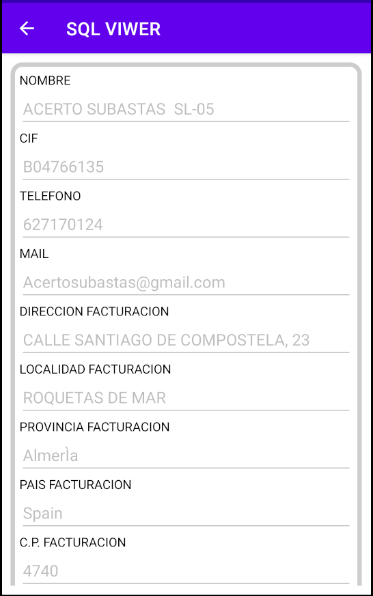 SQL VIWER
NOMBRE
ACERTO SUBASTAS  SL-05
CIF
B04766135
TELEFONO
627170124
MAIL
Acertosubastas@gmail.com
DIRECCION FACTURACION
CALLE SANTIAGO DE COMPOSTELA, 23
LOCALIDAD FACTURACION
ROQUETAS DE MAR
PROVINCIA FACTURACION
AlmerÌa
PAIS FACTURACION
Spain
C.P. FACTURACION
4740